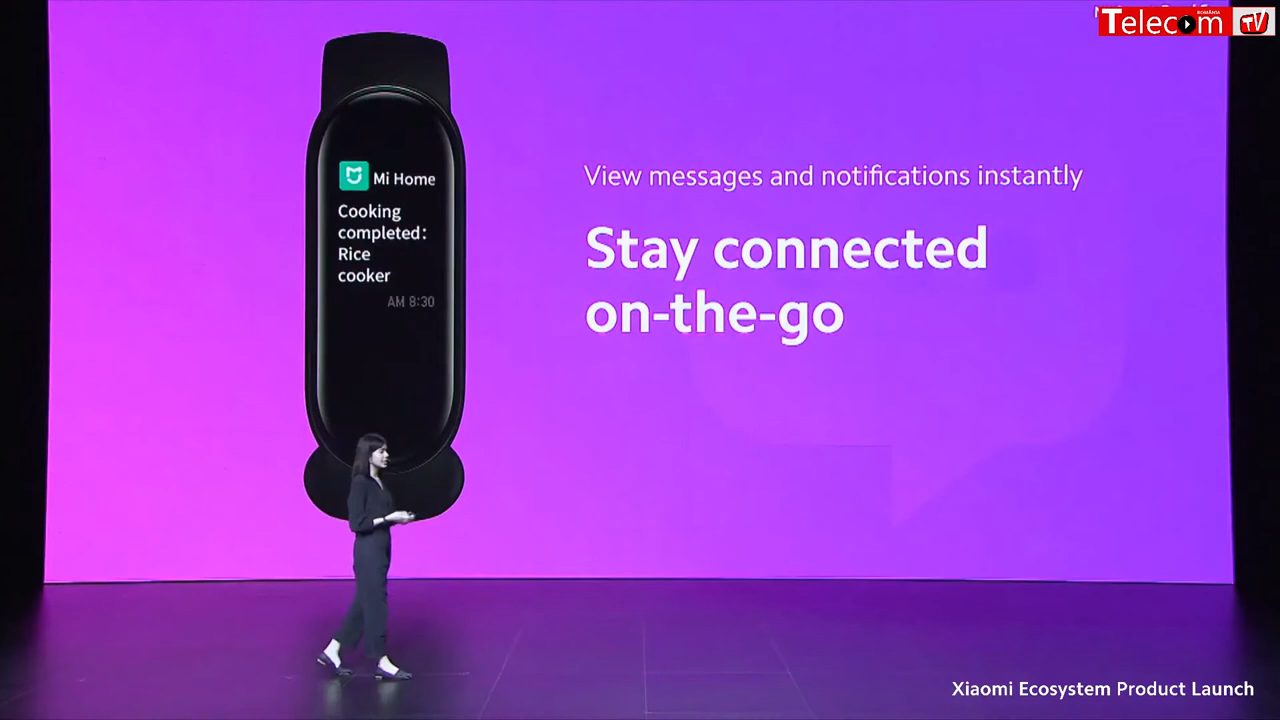 Telecom
ROMÂNIA
TV
View messages and notifications instantly
Stay connected
on-the-go
Mi Home
Cooking
completed:
Rice
cooker
AM 8:30
Xiaomi Ecosystem Product Launch